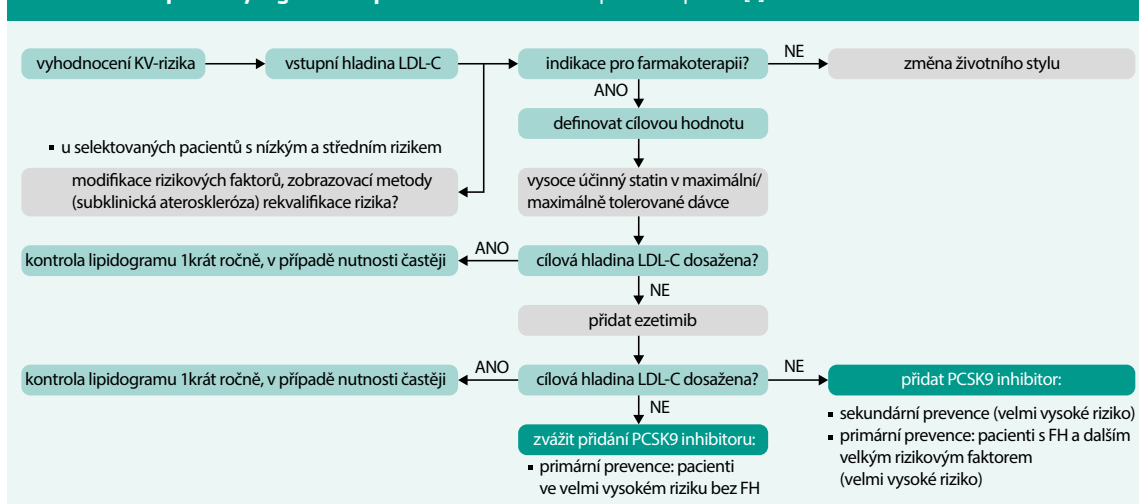 vyhodnocení KV-rizika
vstupní hladina LDL-C
indikace pro farmakoterapii?
NE
změna životního stylu
ANO
definovat cílovou hodnotu
▪ u selektovaných pacientů s nízkým a středním rizikem
modifikace rizikových faktorů, zobrazovací metody
(subklinická ateroskleróza) rekvalifikace rizika?
vysoce účinný statin v maximální/
maximálně tolerované dávce
kontrola lipidogramu 1krát ročně, v případě nutnosti častěji
ANO
cílová hladina LDL-C dosažena?
NE
přidat ezetimib
kontrola lipidogramu 1krát ročně, v případě nutnosti častěji
ANO
cílová hladina LDL-C dosažena?
NE
přidat PCSK9 inhibitor:
▪ sekundární prevence (velmi vysoké riziko)
▪ primární prevence: pacienti s FH a dalším
velkým rizikovým faktorem
(velmi vysoké riziko)
NE
zvážit přidání PCSK9 inhibitoru:
▪ primární prevence: pacienti
ve velmi vysokém riziku bez FH